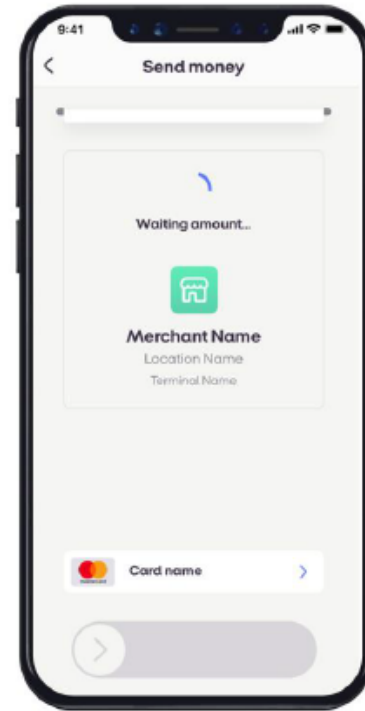 9:41
Send money
Waiting amount...
Merchant Name
Location Name
Terminal Name
Card name